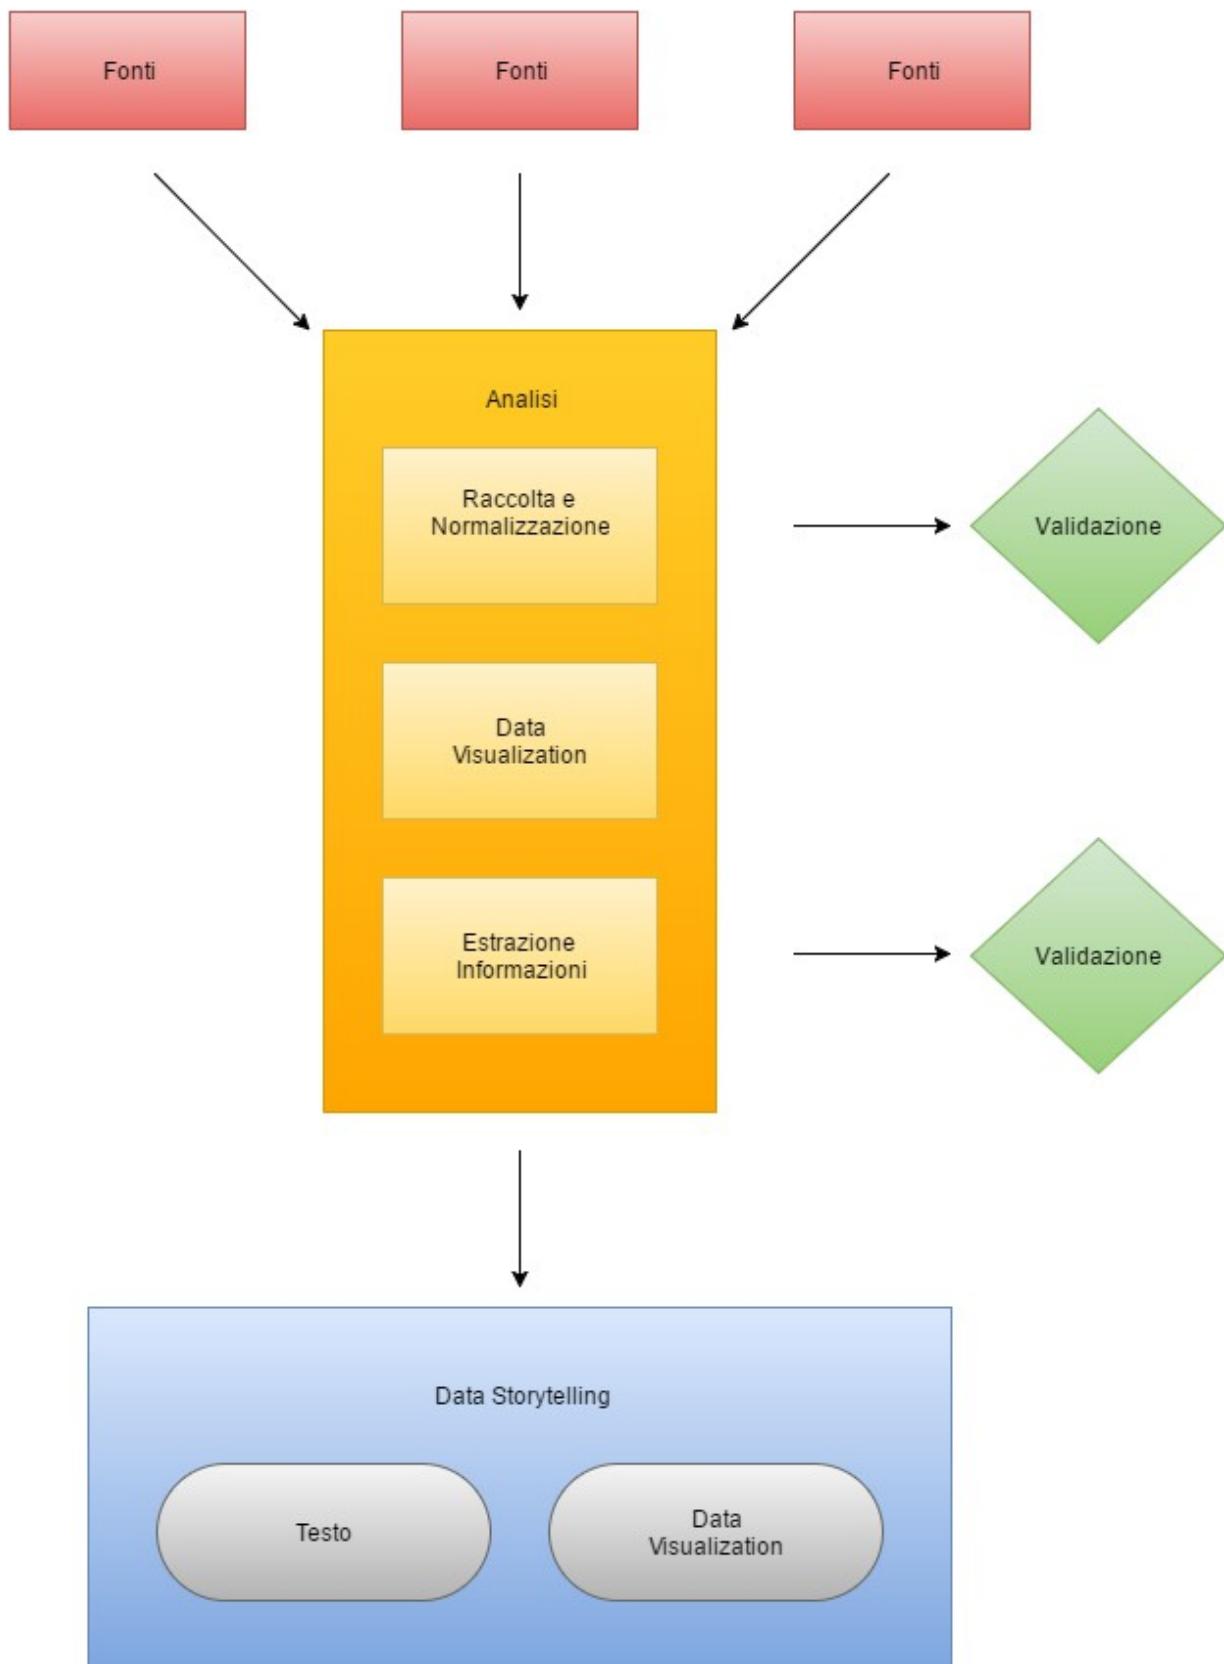 Fonti
Fonti
Fonti
Analisi
Raccolta e
Normalizzazione
Validazione
Data
Visualization
Estrazione
Informazioni
Validazione
Data Storytelling
Testo
Data
Visualization